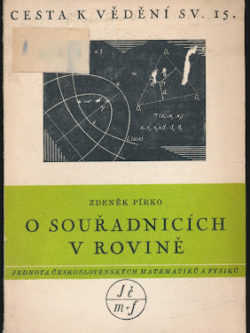 CESTA K VĚDĚNÍ SV. 15.
ZDENĚK PÍRKO
O SOUŘADNICÍCH
V ROVINĚ
JEDNOTA ČESKOSLOVENSKÝCH MATEMATIKŮ A FYSIKŮ
Jč
m+f